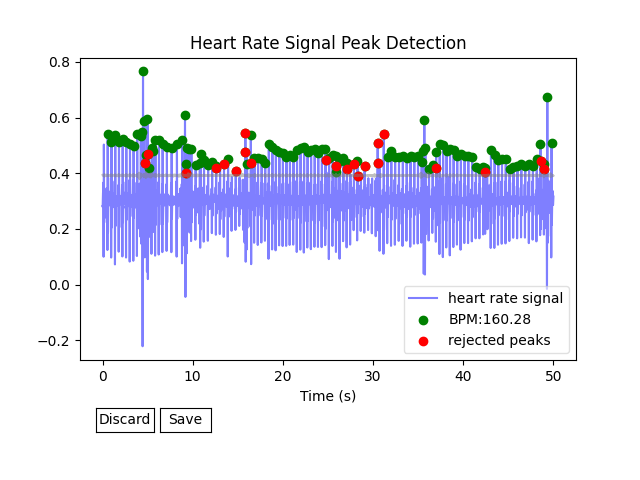 Heart Rate Signal Peak Detection
0.8
0.6
0.4
0.2
0.0
−0.2
heart rate signal
BPM:160.28
rejected peaks
0 10 20 30 40 50
Time (s)
Discard Save